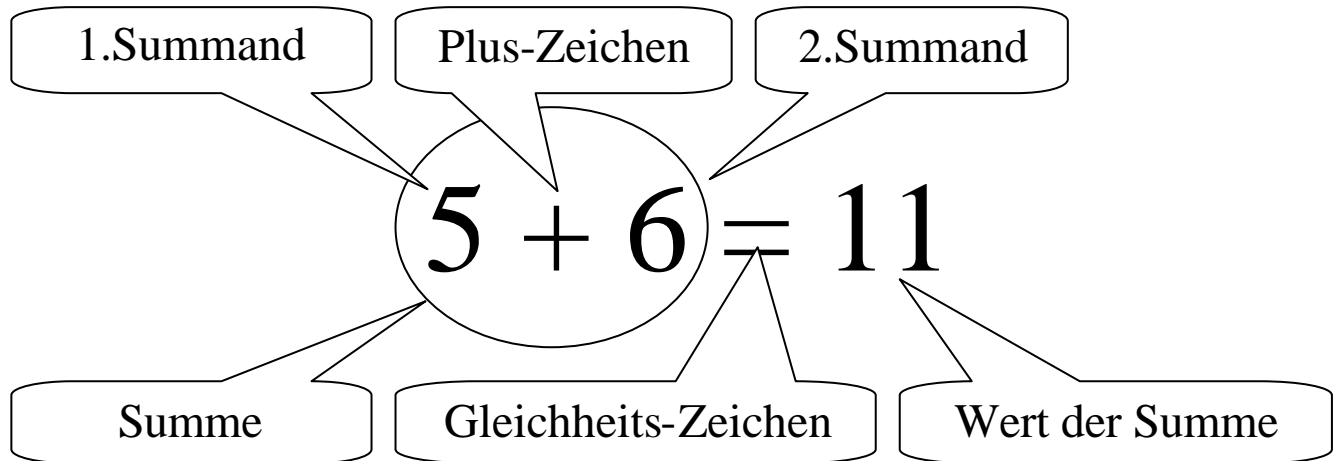 1.Summand Plus-Zeichen 2.Summand
5 + 6 = 11
Summe Gleichheits-Zeichen Wert der Summe